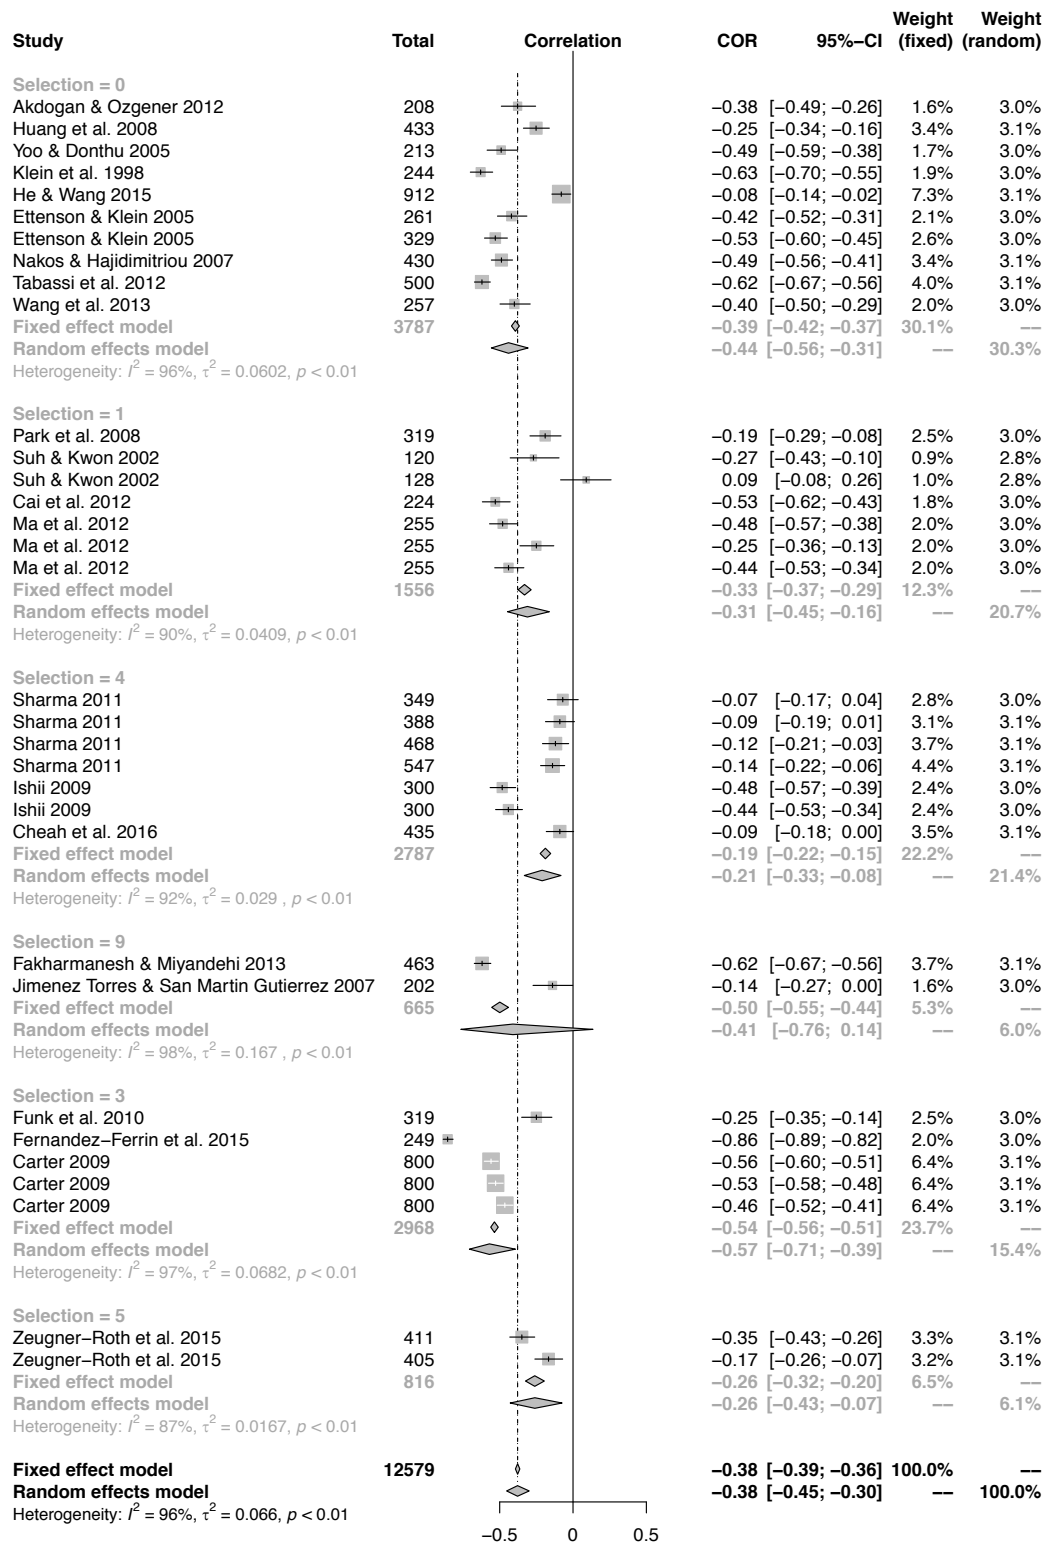 Weight Weight
Study Total Correlation COR 95%−CI (fixed) (random)
Selection = 0
Akdogan & Ozgener 2012 208 −0.38 [−0.49; −0.26] 1.6% 3.0%
Huang et al. 2008 433 −0.25 [−0.34; −0.16] 3.4% 3.1%
Yoo & Donthu 2005 213 −0.49 [−0.59; −0.38] 1.7% 3.0%
Klein et al. 1998 244 −0.63 [−0.70; −0.55] 1.9% 3.0%
He & Wang 2015 912 −0.08 [−0.14; −0.02] 7.3% 3.1%
Ettenson & Klein 2005 261 −0.42 [−0.52; −0.31] 2.1% 3.0%
Ettenson & Klein 2005 329 −0.53 [−0.60; −0.45] 2.6% 3.0%
Nakos & Hajidimitriou 2007 430 −0.49 [−0.56; −0.41] 3.4% 3.1%
Tabassi et al. 2012 500 −0.62 [−0.67; −0.56] 4.0% 3.1%
Wang et al. 2013 257 −0.40 [−0.50; −0.29] 2.0% 3.0%
Fixed effect model 3787 −0.39 [−0.42; −0.37] 30.1% −−
Random effects model −0.44 [−0.56; −0.31] −− 30.3%
Heterogeneity: I² = 96%, τ² = 0.0602, p < 0.01
Selection = 1
Park et al. 2008 319 −0.19 [−0.29; −0.08] 2.5% 3.0%
Suh & Kwon 2002 120 −0.27 [−0.43; −0.10] 0.9% 2.8%
Suh & Kwon 2002 128 0.09 [−0.08; 0.26] 1.0% 2.8%
Cai et al. 2012 224 −0.53 [−0.62; −0.43] 1.8% 3.0%
Ma et al. 2012 255 −0.48 [−0.57; −0.38] 2.0% 3.0%
Ma et al. 2012 255 −0.25 [−0.36; −0.13] 2.0% 3.0%
Ma et al. 2012 255 −0.44 [−0.53; −0.34] 2.0% 3.0%
Fixed effect model 1556 −0.33 [−0.37; −0.29] 12.3% −−
Random effects model −0.31 [−0.45; −0.16] −− 20.7%
Heterogeneity: I² = 90%, τ² = 0.0409, p < 0.01
Selection = 4
Sharma 2011 349 −0.07 [−0.17; 0.04] 2.8% 3.0%
Sharma 2011 388 −0.09 [−0.19; 0.01] 3.1% 3.1%
Sharma 2011 468 −0.12 [−0.21; −0.03] 3.7% 3.1%
Sharma 2011 547 −0.14 [−0.22; −0.06] 4.4% 3.1%
Ishii 2009 300 −0.48 [−0.57; −0.39] 2.4% 3.0%
Ishii 2009 300 −0.44 [−0.53; −0.34] 2.4% 3.0%
Cheah et al. 2016 435 −0.09 [−0.18; 0.00] 3.5% 3.1%
Fixed effect model 2787 −0.19 [−0.22; −0.15] 22.2% −−
Random effects model −0.21 [−0.33; −0.08] −− 21.4%
Heterogeneity: I² = 92%, τ² = 0.029 , p < 0.01
Selection = 9
Fakharmanesh & Miyandehi 2013 463 −0.62 [−0.67; −0.56] 3.7% 3.1%
Jimenez Torres & San Martin Gutierrez 2007 202 −0.14 [−0.27; 0.00] 1.6% 3.0%
Fixed effect model 665 −0.50 [−0.55; −0.44] 5.3% −−
Random effects model −0.41 [−0.76; 0.14] −− 6.0%
Heterogeneity: I² = 98%, τ² = 0.167 , p < 0.01
Selection = 3
Funk et al. 2010 319 −0.25 [−0.35; −0.14] 2.5% 3.0%
Fernandez−Ferrin et al. 2015 249 −0.86 [−0.89; −0.82] 2.0% 3.0%
Carter 2009 800 −0.56 [−0.60; −0.51] 6.4% 3.1%
Carter 2009 800 −0.53 [−0.58; −0.48] 6.4% 3.1%
Carter 2009 800 −0.46 [−0.52; −0.41] 6.4% 3.1%
Fixed effect model 2968 −0.54 [−0.56; −0.51] 23.7% −−
Random effects model −0.57 [−0.71; −0.39] −− 15.4%
Heterogeneity: I² = 97%, τ² = 0.0682, p < 0.01
Selection = 5
Zeugner−Roth et al. 2015 411 −0.35 [−0.43; −0.26] 3.3% 3.1%
Zeugner−Roth et al. 2015 405 −0.17 [−0.26; −0.07] 3.2% 3.1%
Fixed effect model 816 −0.26 [−0.32; −0.20] 6.5% −−
Random effects model −0.26 [−0.43; −0.07] −− 6.1%
Heterogeneity: I² = 87%, τ² = 0.0167, p < 0.01
Fixed effect model 12579 −0.38 [−0.39; −0.36] 100.0% −−
Random effects model −0.38 [−0.45; −0.30] −− 100.0%
Heterogeneity: I² = 96%, τ² = 0.066, p < 0.01
−0.5 0 0.5